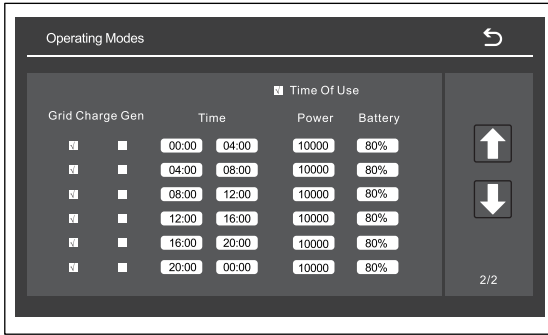 Operating Modes
√ Time Of Use
Grid Charge Gen Time Power Battery
√ 00:00 04:00 10000 80%
√ 04:00 08:00 10000 80%
√ 08:00 12:00 10000 80%
√ 12:00 16:00 10000 80%
√ 16:00 20:00 10000 80%
√ 20:00 00:00 10000 80%
2/2